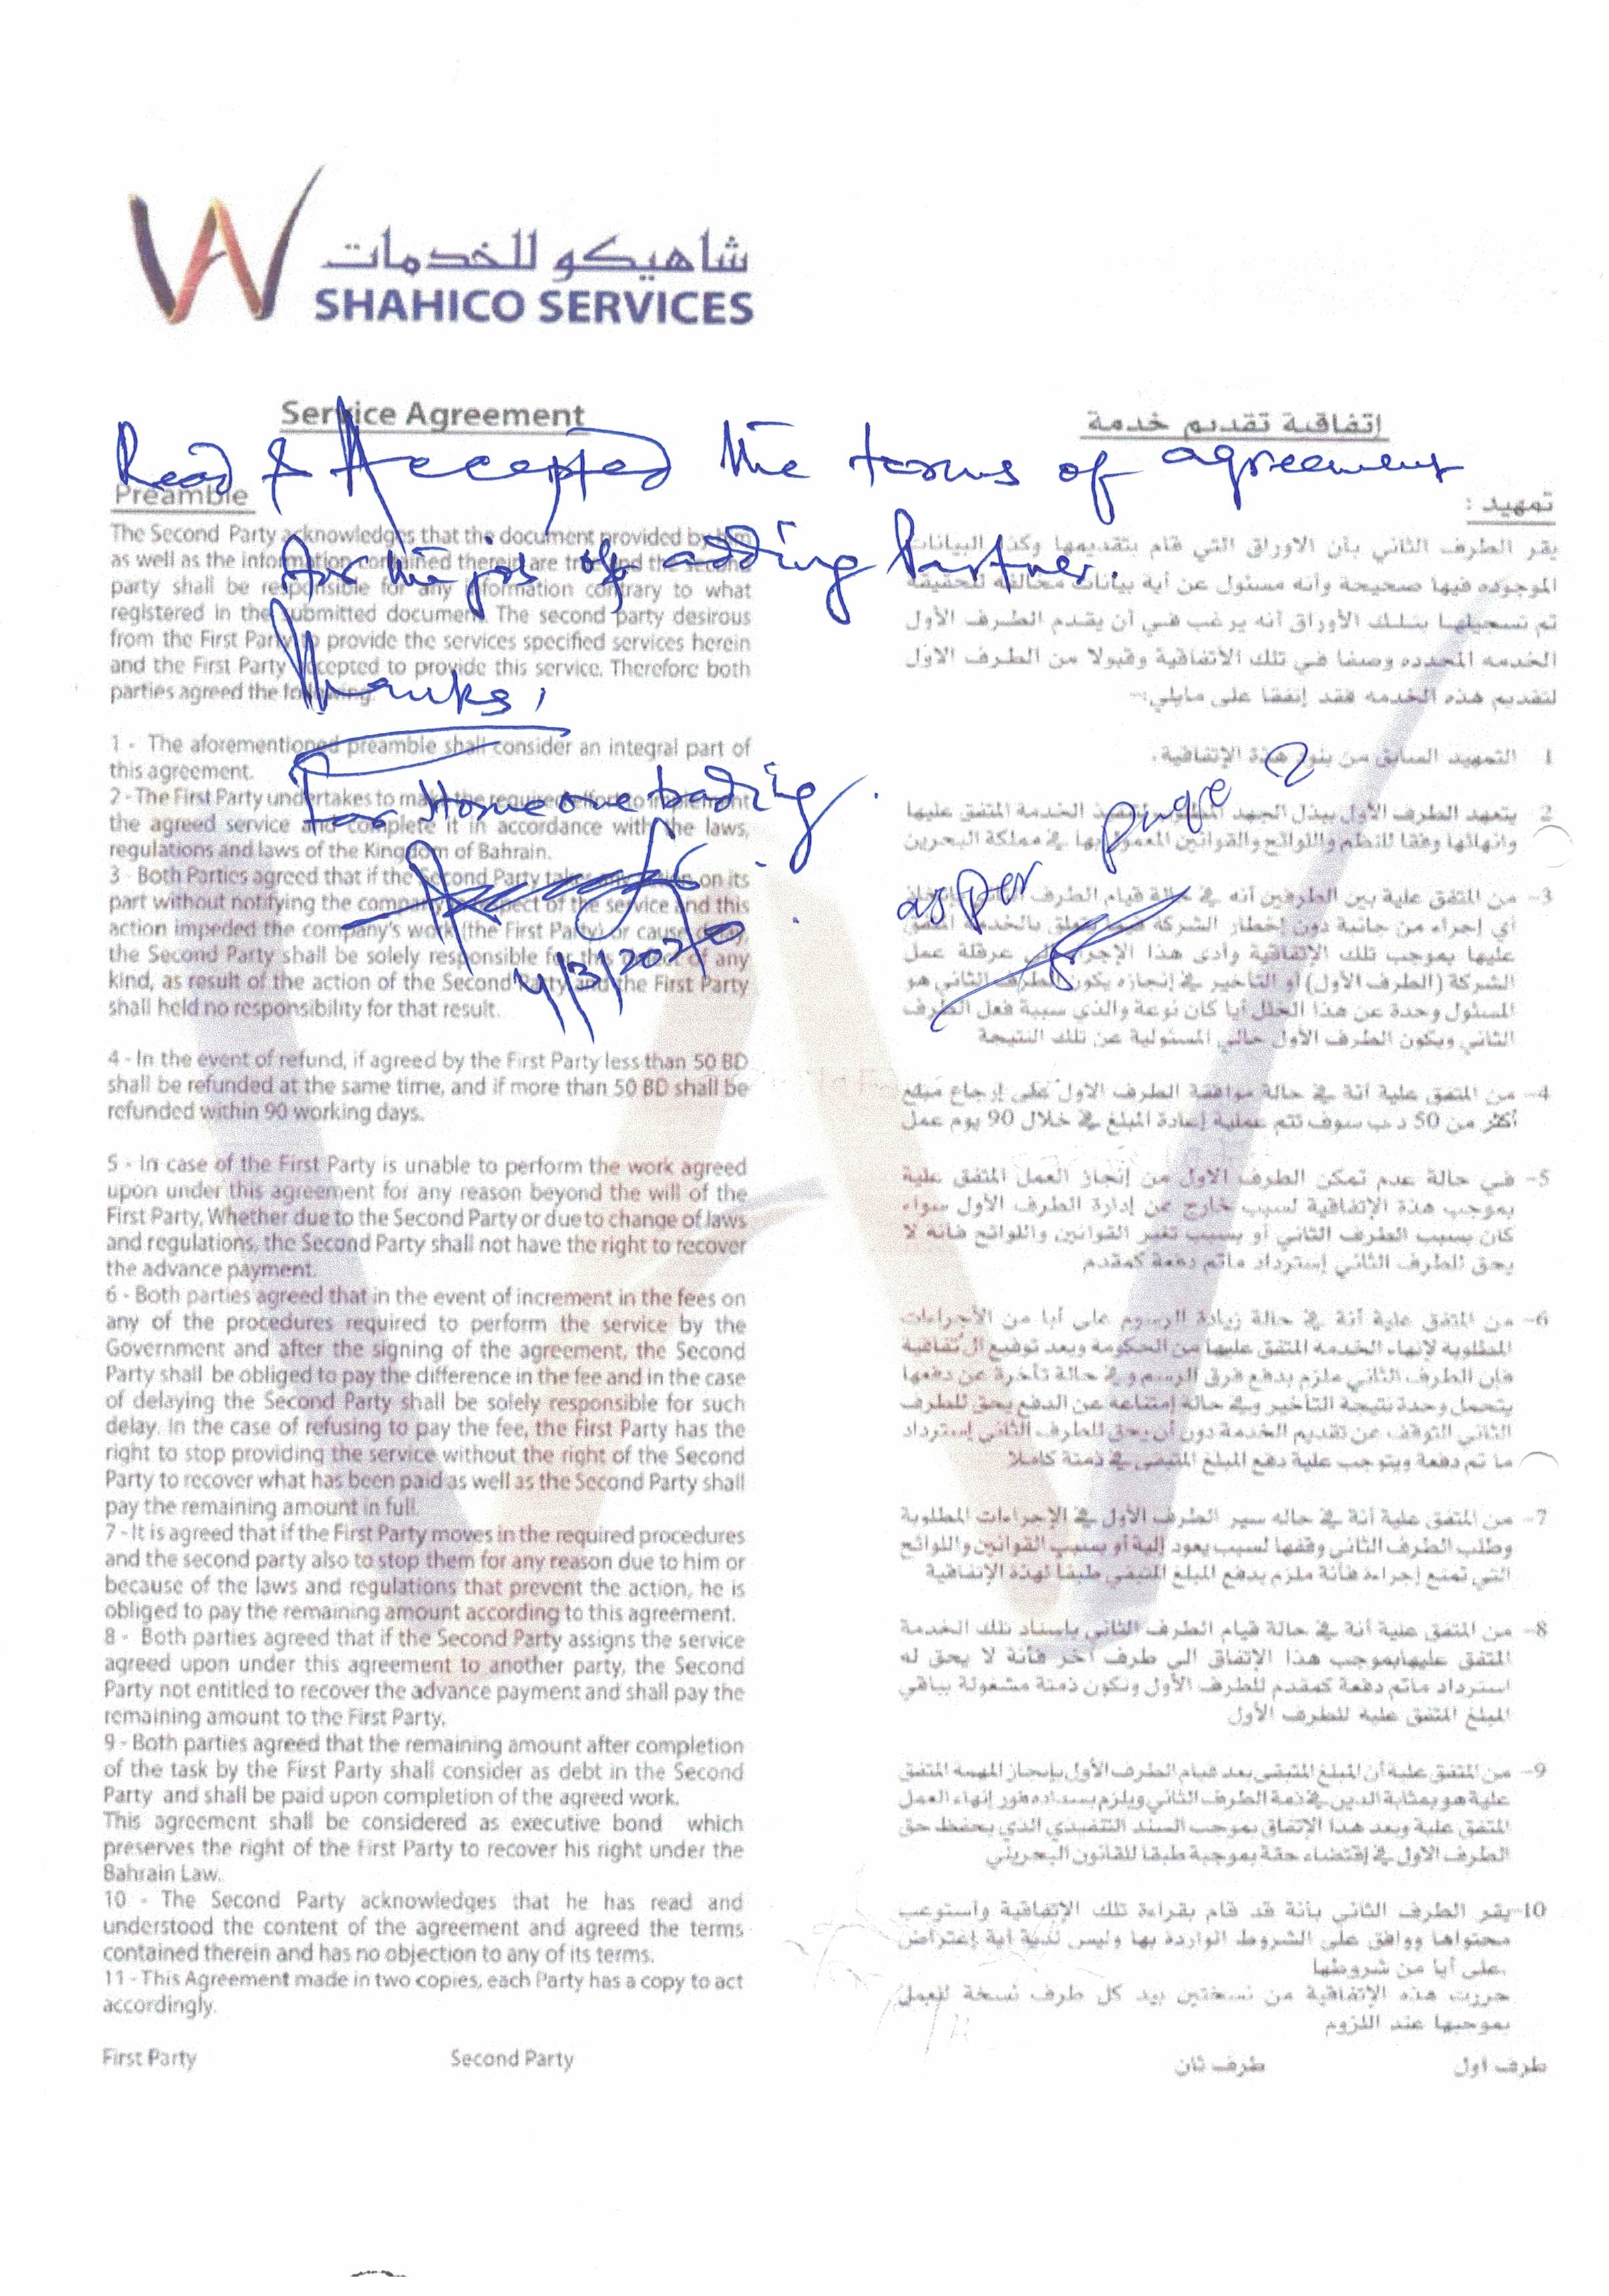 شاهيكو للخدمات
SHAHICO SERVICES
Service Agreement
Read & Accepted the terms of agreement
for the job of adding Partner.
Thanks,
For Homeone trading.
4/3/2020
as per page 2
Preamble
The Second Party acknowledges that the document provided by him
as well as the information contained therein are true and the second
party shall be responsible for any information contrary to what
registered in the submitted document. The second party desirous
from the First Party to provide the services specified services herein
and the First Party accepted to provide this service. Therefore both
parties agreed the following.
1 - The aforementioned preamble shall consider an integral part of
this agreement.
2 - The First Party undertakes to make the required effort to implement
the agreed service and complete it in accordance with the laws,
regulations and laws of the Kingdom of Bahrain.
3 - Both Parties agreed that if the Second Party takes any action on its
part without notifying the company in respect of the service and this
action impeded the company's work (the First Party) or cause delay,
the Second Party shall be solely responsible for this of any
kind, as result of the action of the Second Party and the First Party
shall held no responsibility for that result.
4 - In the event of refund, if agreed by the First Party less than 50 BD
shall be refunded at the same time, and if more than 50 BD shall be
refunded within 90 working days.
5 - In case of the First Party is unable to perform the work agreed
upon under this agreement for any reason beyond the will of the
First Party, Whether due to the Second Party or due to change of laws
and regulations, the Second Party shall not have the right to recover
the advance payment.
6 - Both parties agreed that in the event of increment in the fees on
any of the procedures required to perform the service by the
Government and after the signing of the agreement, the Second
Party shall be obliged to pay the difference in the fee and in the case
of delaying the Second Party shall be solely responsible for such
delay. In the case of refusing to pay the fee, the First Party has the
right to stop providing the service without the right of the Second
Party to recover what has been paid as well as the Second Party shall
pay the remaining amount in full.
7 - It is agreed that if the First Party moves in the required procedures
and the second party also to stop them for any reason due to him or
because of the laws and regulations that prevent the action, he is
obliged to pay the remaining amount according to this agreement.
8 - Both parties agreed that if the Second Party assigns the service
agreed upon under this agreement to another party, the Second
Party not entitled to recover the advance payment and shall pay the
remaining amount to the First Party.
9 - Both parties agreed that the remaining amount after completion
of the task by the First Party shall consider as debt in the Second
Party and shall be paid upon completion of the agreed work.
This agreement shall be considered as executive bond which
preserves the right of the First Party to recover his right under the
Bahrain Law.
10 - The Second Party acknowledges that he has read and
understood the content of the agreement and agreed the terms
contained therein and has no objection to any of its terms.
11 - This Agreement made in two copies, each Party has a copy to act
accordingly.
First Party Second Party
إتفاقية تقديم خدمة
تمهيد :
يقر الطرف الثاني بأن الاوراق التي قام بتقديمها وكذا البيانات
الموجوده فيها صحيحة وأنه مسئول عن أية بيانات مخالفة للحقيقة
تم تسجيلها بتلك الأوراق أنه يرغب في أن يقدم الطرف الأول
الخدمه المحدده وصفا في تلك الأتفاقية وقبولا من الطرف الاول
لتقديم هذه الخدمه فقد إتفقا على مايلي:-
1 التمهيد السابق من بنود هذة الإتفاقية.
2- يتعهد الطرف الأول ببذل الجهد الخدمة المتفق عليها
وانهائها وفقا للنظم واللوائح والقوانين المعمول بها في مملكة البحرين
3- من المتفق علية بين الطرفين أنه في حالة قيام الطرف
أي إجراء من جانبة دون إخطار الشركة فيما يتعلق بالخدمة المتفق
عليها بموجب تلك الإتفاقية وأدى هذا الإجراء إلى عرقلة عمل
الشركة (الطرف الأول) أو التأخير في إنجازه يكون الطرف الثاني هو
المسئول وحدة عن هذا الخلل أيا كان نوعة والذي سببة فعل الطرف
الثاني ويكون الطرف الأول خالي المسئولية عن تلك النتيجة
4- من المتفق علية أنة في حالة موافقة الطرف الاول على إرجاع مبلغ
أكثر من 50 د.ب سوف تتم عملية إعادة المبلغ في خلال 90 يوم عمل
5- في حالة عدم تمكن الطرف الاول من إنجاز العمل المتفق علية
بموجب هذة الإتفاقية لسبب خارج عن إدارة الطرف الأول سواء
كان بسبب الطرف الثاني أو بسبب تغير القوانين واللوائح فانه لا
يحق للطرف الثاني إسترداد ماتم دفعة كمقدم
6- من المتفق علية أنة في حالة زيادة الرسوم على أيا من الأجراءات
المطلوبة لإنهاء الخدمة المتفق عليها من الحكومة وبعد توقيع الإتفاقية
فإن الطرف الثاني ملزم بدفع فرق الرسم و في حالة تأخرة عن دفعها
يتحمل وحدة نتيجة التأخير وفي حالة إمتناعه عن الدفع يحق للطرف
الثاني التوقف عن تقديم الخدمة دون أن يحق للطرف الثاني إسترداد
ما تم دفعة ويتوجب علية دفع المبلغ المتبقي في ذمتة كاملا
7- من المتفق علية أنة في حاله سير الطرف الأول في الإجراءات المطلوبة
وطلب الطرف الثاني وقفها لسبب يعود إلية أو بسبب القوانين واللوائح
التي تمنع إجراءة فأنة ملزم بدفع المبلغ المتبقي طبقا لهذة الإتفاقية
8- من المتفق علية أنة في حالة قيام الطرف الثاني باسناد تلك الخدمة
المتفق عليها بموجب هذا الإتفاق الى طرف أخر فأنة لا يحق له
استرداد ماتم دفعة كمقدم للطرف الأول وتكون ذمتة مشغولة بباقي
المبلغ المتفق عليه للطرف الأول
9- من المتفق علية أن المبلغ المتبقي بعد قيام الطرف الأول بإنجاز المهمة المتفق
علية هو بمثابة الدين في ذمة الطرف الثاني ويلزم بسداده فور إنهاء العمل
المتفق علية وبعد هذا الإتفاق بموجب السند التنفيذي الذي يحفظ حق
الطرف الاول في إقتضاء حقة بموجبة طبقا للقانون البحريني
10-يقر الطرف الثاني بأنة قد قام بقراءة تلك الإتفاقية وأستوعب
محتواها ووافق على الشروط الواردة بها وليس لدية أية إعتراض
على أيا من شروطها.
حررت هذه الإتفاقية من نسختين بيد كل طرف نسخة للعمل
بموجبها عند اللزوم
طرف أول طرف ثان